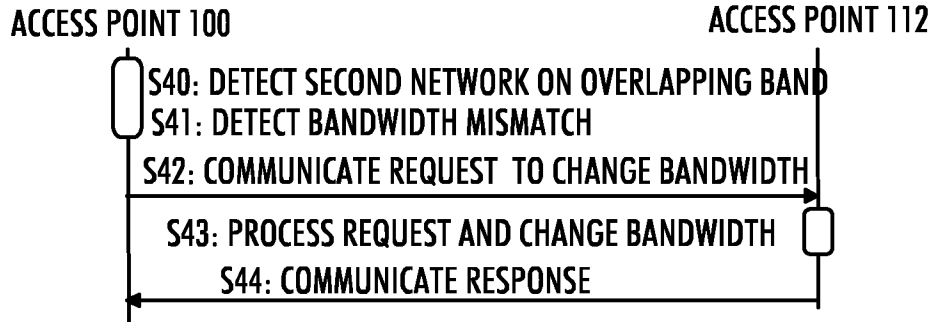 ACCESS POINT 100
ACCESS POINT 112
S40: DETECT SECOND NETWORK ON OVERLAPPING BAND
S41: DETECT BANDWIDTH MISMATCH
S42: COMMUNICATE REQUEST TO CHANGE BANDWIDTH
S43: PROCESS REQUEST AND CHANGE BANDWIDTH
S44: COMMUNICATE RESPONSE